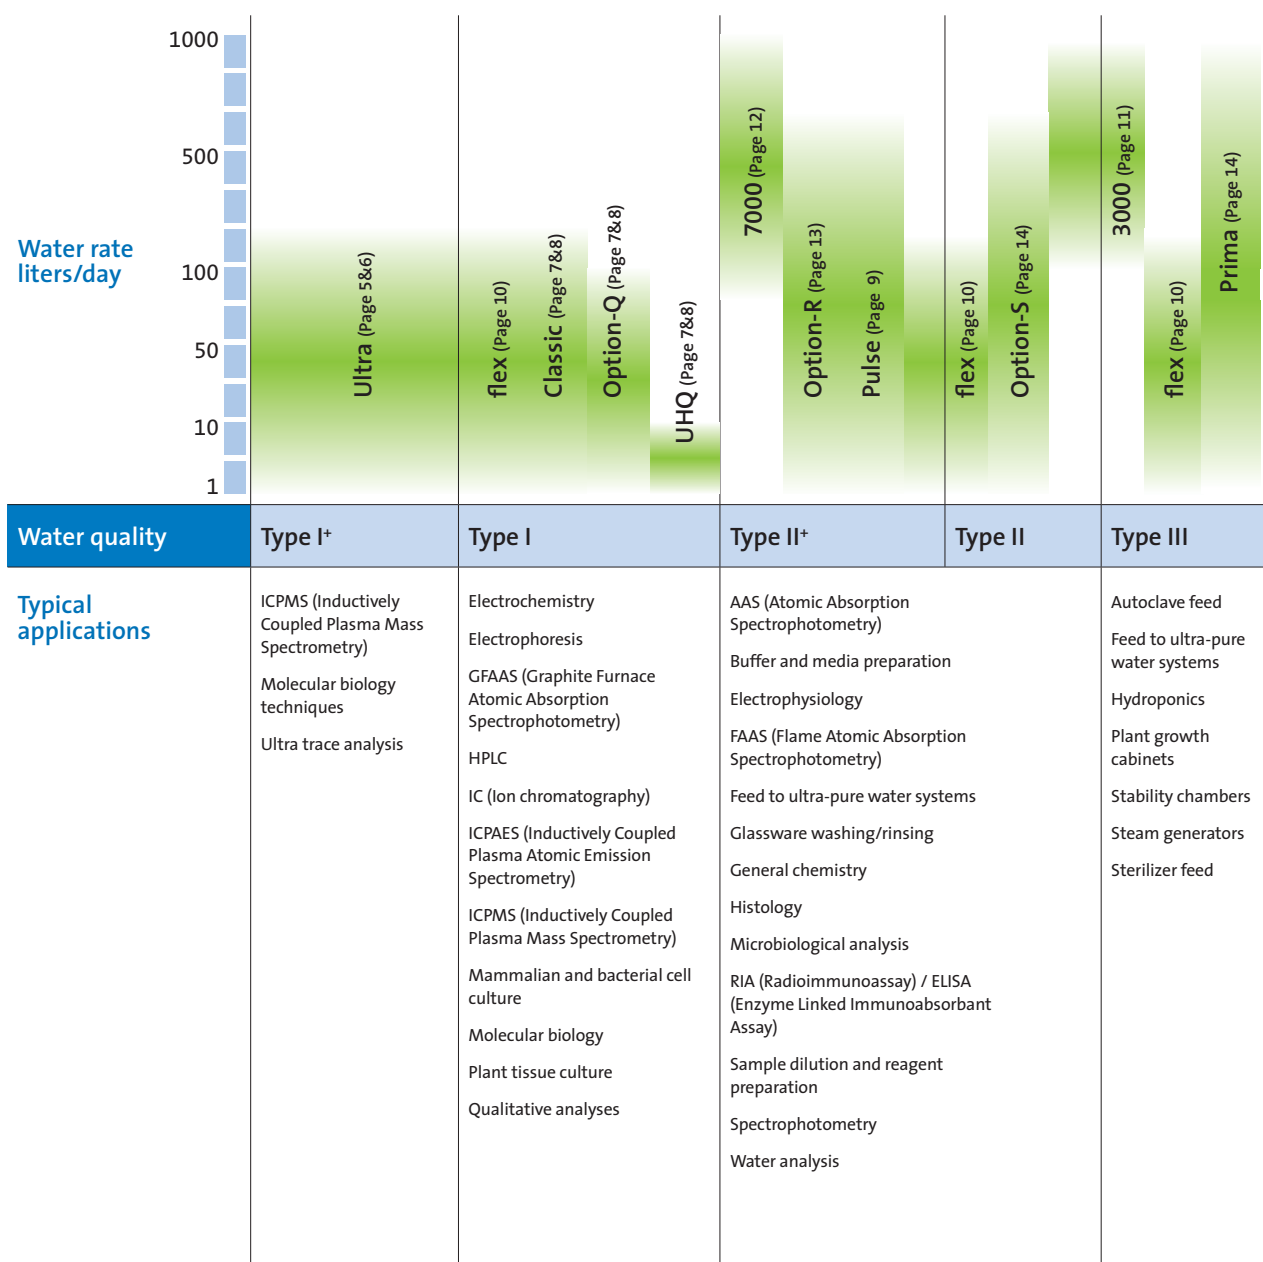 1000
500
100
50
10
1
Water rate
liters/day
Ultra (Page 5&6)
flex (Page 10)
Classic (Page 7&8)
Option-Q (Page 7&8)
UHQ (Page 7&8)
7000 (Page 12)
Option-R (Page 13)
Pulse (Page 9)
flex (Page 10)
Option-S (Page 14)
3000 (Page 11)
flex (Page 10)
Prima (Page 14)
Water quality
Type I+
Type I
Type II+
Type II
Type III
Typical
applications
ICPMS (Inductively
Coupled Plasma Mass
Spectrometry)
Molecular biology
techniques
Ultra trace analysis
Electrochemistry
Electrophoresis
GFAAS (Graphite Furnace
Atomic Absorption
Spectrophotometry)
HPLC
IC (Ion chromatography)
ICPAES (Inductively Coupled
Plasma Atomic Emission
Spectrometry)
ICPMS (Inductively Coupled
Plasma Mass Spectrometry)
Mammalian and bacterial cell
culture
Molecular biology
Plant tissue culture
Qualitative analyses
AAS (Atomic Absorption
Spectrophotometry)
Buffer and media preparation
Electrophysiology
FAAS (Flame Atomic Absorption
Spectrophotometry)
Feed to ultra-pure water systems
Glassware washing/rinsing
General chemistry
Histology
Microbiological analysis
RIA (Radioimmunoassay) / ELISA
(Enzyme Linked Immunoabsorbant
Assay)
Sample dilution and reagent
preparation
Spectrophotometry
Water analysis
Autoclave feed
Feed to ultra-pure
water systems
Hydroponics
Plant growth
cabinets
Stability chambers
Steam generators
Sterilizer feed